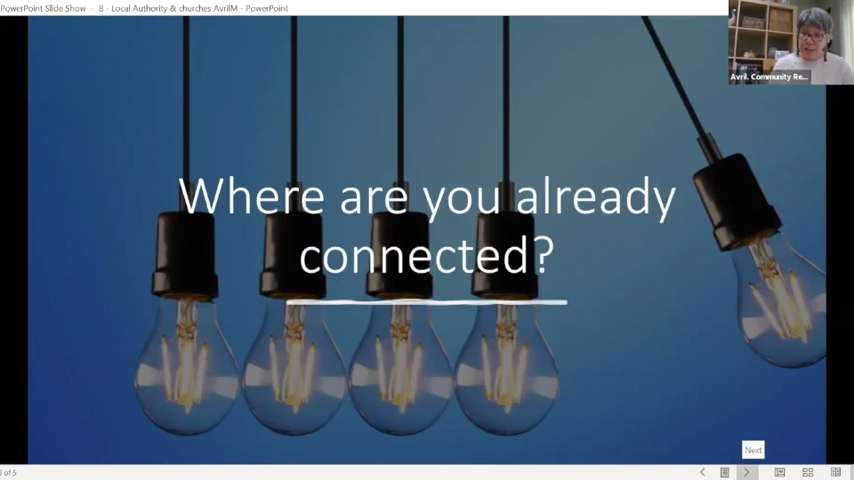 PowerPoint Slide Show - 8 - Local Authority & churches AvrilM - PowerPoint
Avril. Community Re...
Where are you already
connected?
Next
of 5